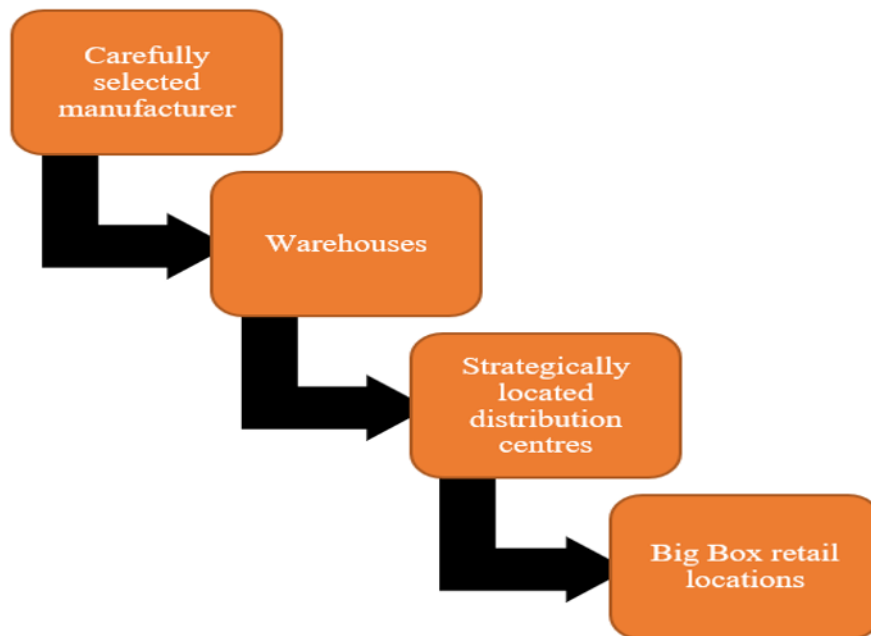 Carefully
selected
manufacturer
Warehouses
Strategically
located
distribution
centres
Big Box retail
locations